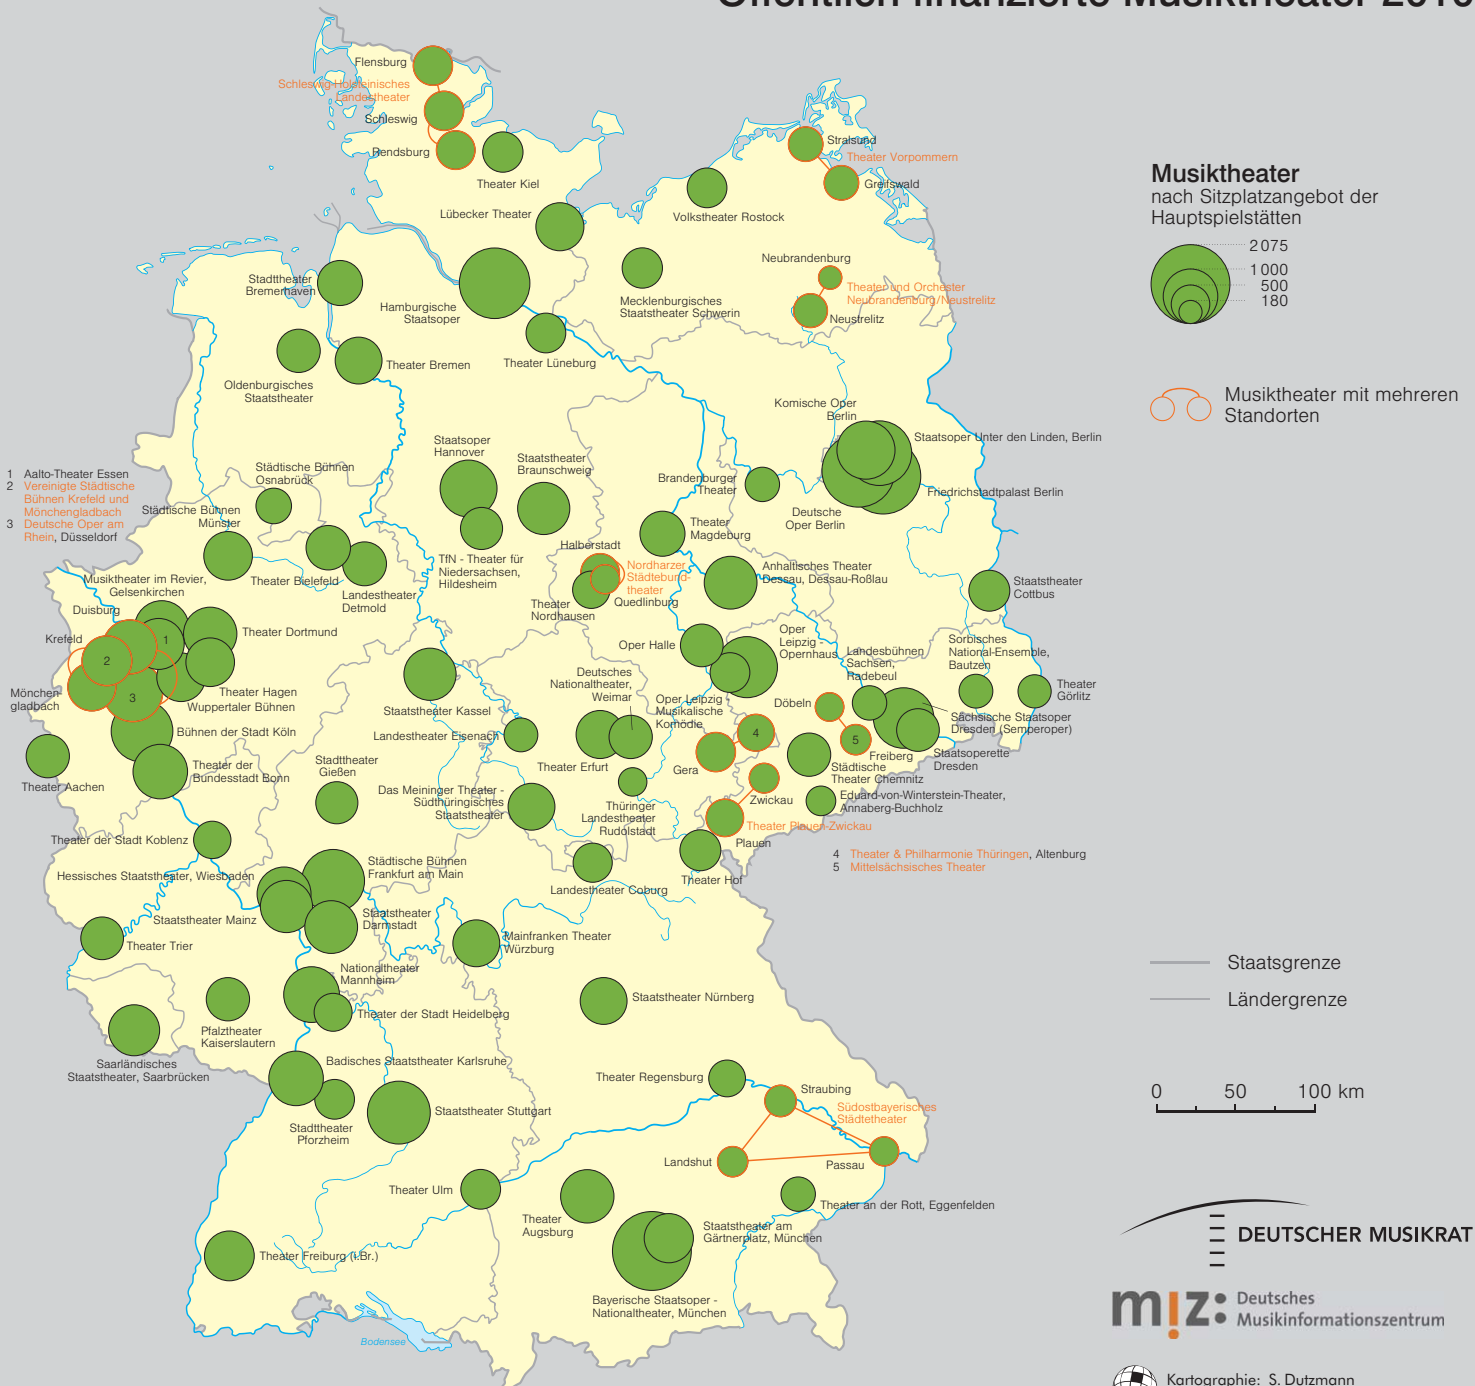 Öffentlich finanzierte Musiktheater
Musiktheater
nach Sitzplatzangebot der
Hauptspielstätten
2 075
1 000
500
180
Musiktheater mit mehreren
Standorten
Staatsgrenze
Ländergrenze
0 50 100 km
DEUTSCHER MUSIKRAT
miz:
Deutsches
Musikinformationszentrum
Kartographie: S. Dutzmann
Flensburg
Schleswig-Holsteinisches
Landestheater
Schleswig
Rendsburg
Theater Kiel
Lübecker Theater
Stralsund
Theater Vorpommern
Greifswald
Volkstheater Rostock
Stadttheater
Bremerhaven
Hamburgische
Staatsoper
Mecklenburgisches
Staatstheater Schwerin
Neubrandenburg
Theater und Orchester
Neubrandenburg/Neustrelitz
Neustrelitz
Oldenburgisches
Staatstheater
Theater Bremen
Theater Lüneburg
Komische Oper
Berlin
Staatsoper Unter den Linden, Berlin
Friedrichstadtpalast Berlin
Deutsche
Oper Berlin
Brandenburger
Theater
Staatsoper
Hannover
Staatstheater
Braunschweig
1 Aalto-Theater Essen
2 Vereinigte Städtische
Bühnen Krefeld und
Mönchengladbach
3 Deutsche Oper am
Rhein, Düsseldorf
Städtische Bühnen
Osnabrück
Städtische Bühnen
Münster
Theater Bielefeld
Landestheater
Detmold
TfN - Theater für
Niedersachsen,
Hildesheim
Halberstadt
Nordharzer
Städtebund-
theater
Quedlinburg
Theater
Nordhausen
Theater
Magdeburg
Anhaltisches Theater
Dessau, Dessau-Roßlau
Staatstheater
Cottbus
Musiktheater im Revier,
Gelsenkirchen
Duisburg
Krefeld
1
2
3
Mönchen-
gladbach
Theater Dortmund
Theater Hagen
Wuppertaler Bühnen
Bühnen der Stadt Köln
Theater der
Bundesstadt Bonn
Theater Aachen
Staatstheater Kassel
Landestheater Eisenach
Oper Halle
Oper
Leipzig -
Opernhaus
Oper Leipzig -
Musikalische
Komödie
Deutsches
Nationaltheater,
Weimar
Theater Erfurt
Landesbühnen
Sachsen,
Radebeul
Sorbisches
National-Ensemble,
Bautzen
Theater
Görlitz
Döbeln
Sächsische Staatsoper
Dresden (Semperoper)
Staatsoperette
Dresden
5
Freiberg
4
Gera
Städtische
Theater Chemnitz
Zwickau
Eduard-von-Winterstein-Theater,
Annaberg-Buchholz
Theater Plauen-Zwickau
Plauen
4 Theater & Philharmonie Thüringen, Altenburg
5 Mittelsächsisches Theater
Stadttheater
Gießen
Das Meininger Theater -
Südthüringisches
Staatstheater
Thüringer
Landestheater
Rudolstadt
Theater Hof
Landestheater Coburg
Theater der Stadt Koblenz
Hessisches Staatstheater, Wiesbaden
Städtische Bühnen
Frankfurt am Main
Staatstheater Mainz
Staatstheater
Darmstadt
Theater Trier
Mainfranken Theater
Würzburg
Nationaltheater
Mannheim
Theater der Stadt Heidelberg
Pfalztheater
Kaiserslautern
Saarländisches
Staatstheater, Saarbrücken
Staatstheater Nürnberg
Badisches Staatstheater Karlsruhe
Stadttheater
Pforzheim
Staatstheater Stuttgart
Theater Regensburg
Straubing
Südostbayerisches
Städtetheater
Landshut
Passau
Theater Ulm
Theater
Augsburg
Theater an der Rott, Eggenfelden
Staatstheater am
Gärtnerplatz, München
Bayerische Staatsoper -
Nationaltheater, München
Theater Freiburg (i.Br.)
Bodensee